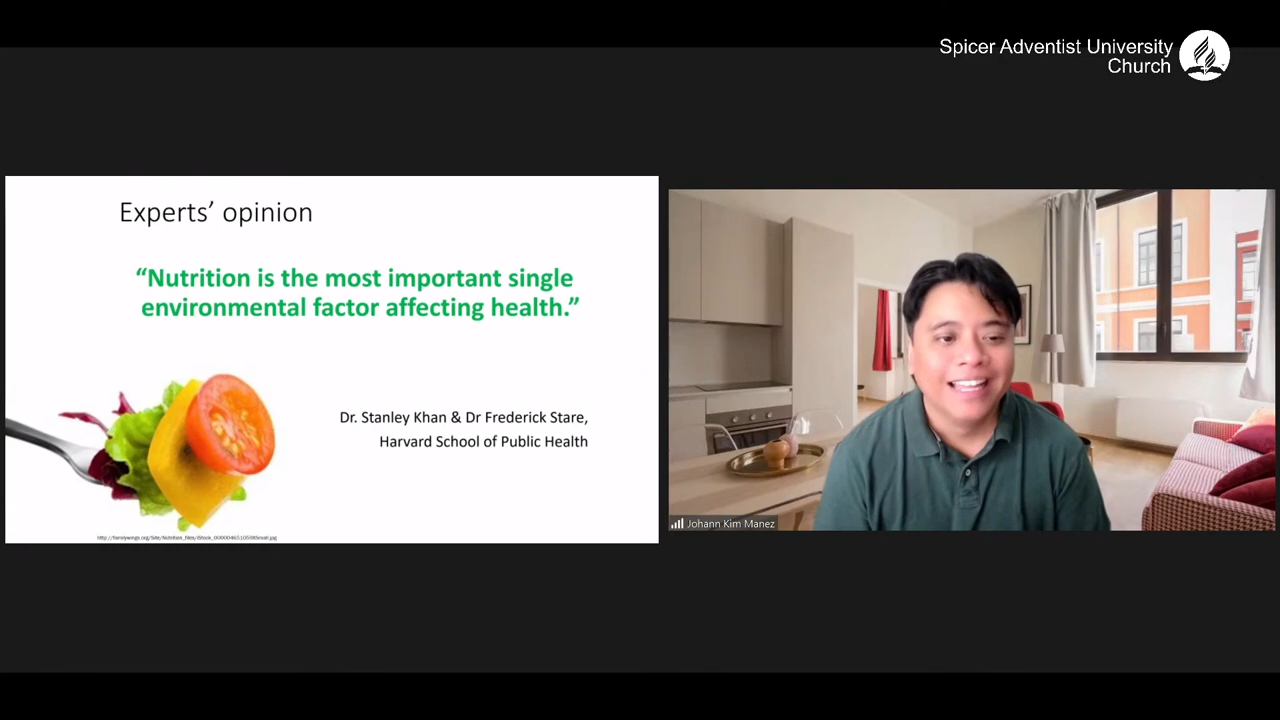 Spicer Adventist University
Church
Experts’ opinion
“Nutrition is the most important single
environmental factor affecting health.”
Dr. Stanley Khan & Dr Frederick Stare,
Harvard School of Public Health
Johann Kim Manez